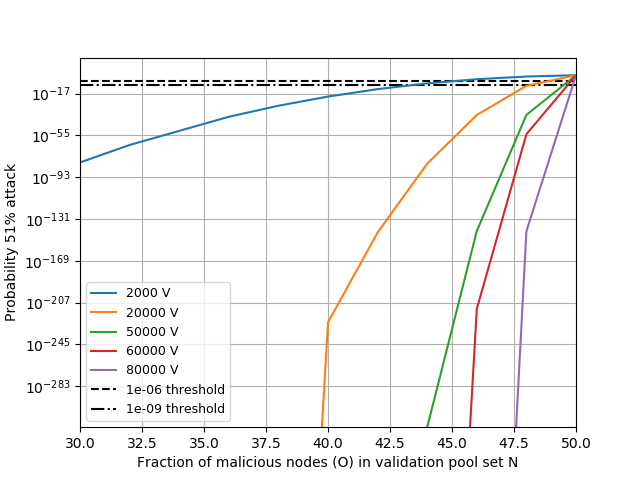 10^−17
10^−55
10^−93
10^−131
10^−169
10^−207
10^−245
10^−283
Probability 51% attack
2000 V
20000 V
50000 V
60000 V
80000 V
1e-06 threshold
1e-09 threshold
30.0 32.5 35.0 37.5 40.0 42.5 45.0 47.5 50.0
Fraction of malicious nodes (O) in validation pool set N